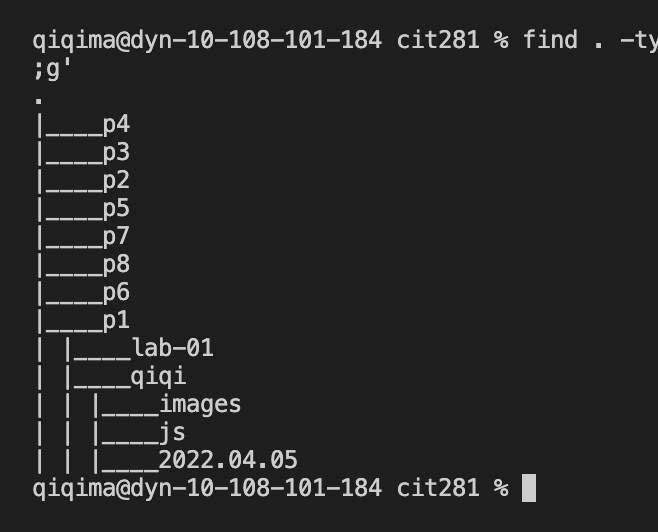 qiqima@dyn-10-108-101-184 cit281 % find . -ty
;g'
.
|____p4
|____p3
|____p2
|____p5
|____p7
|____p8
|____p6
|____p1
| |____lab-01
| |____qiqi
| | |____images
| | |____js
| | |____2022.04.05
qiqima@dyn-10-108-101-184 cit281 %